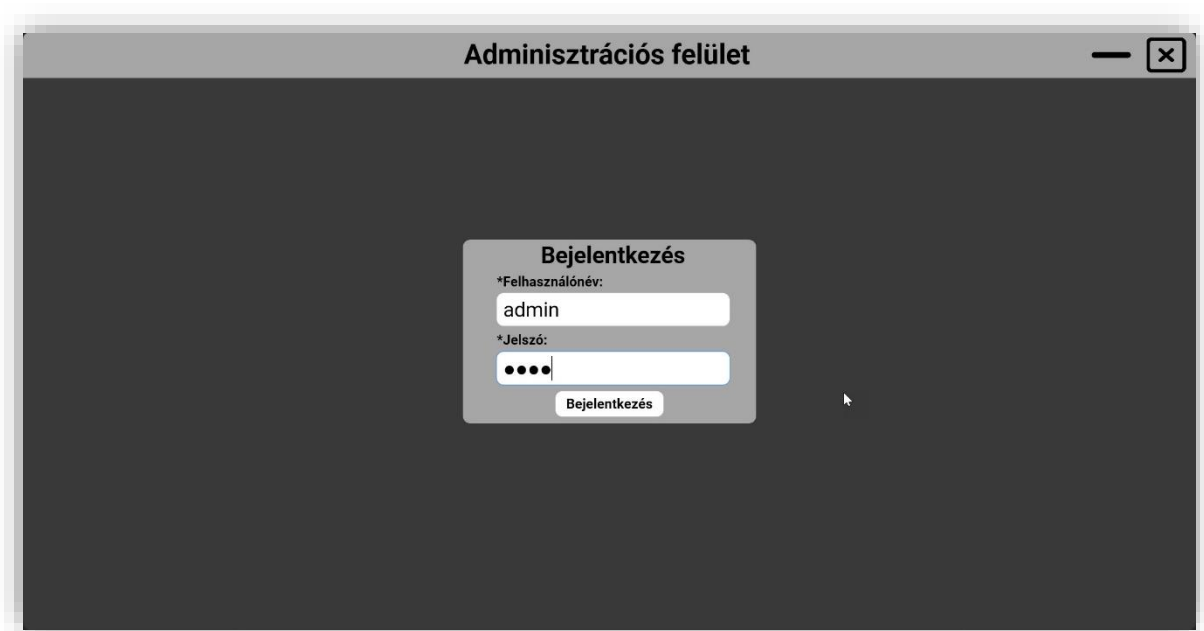 Adminisztrációs felület
Bejelentkezés
*Felhasználónév:
admin
*Jelszó:
••••
Bejelentkezés